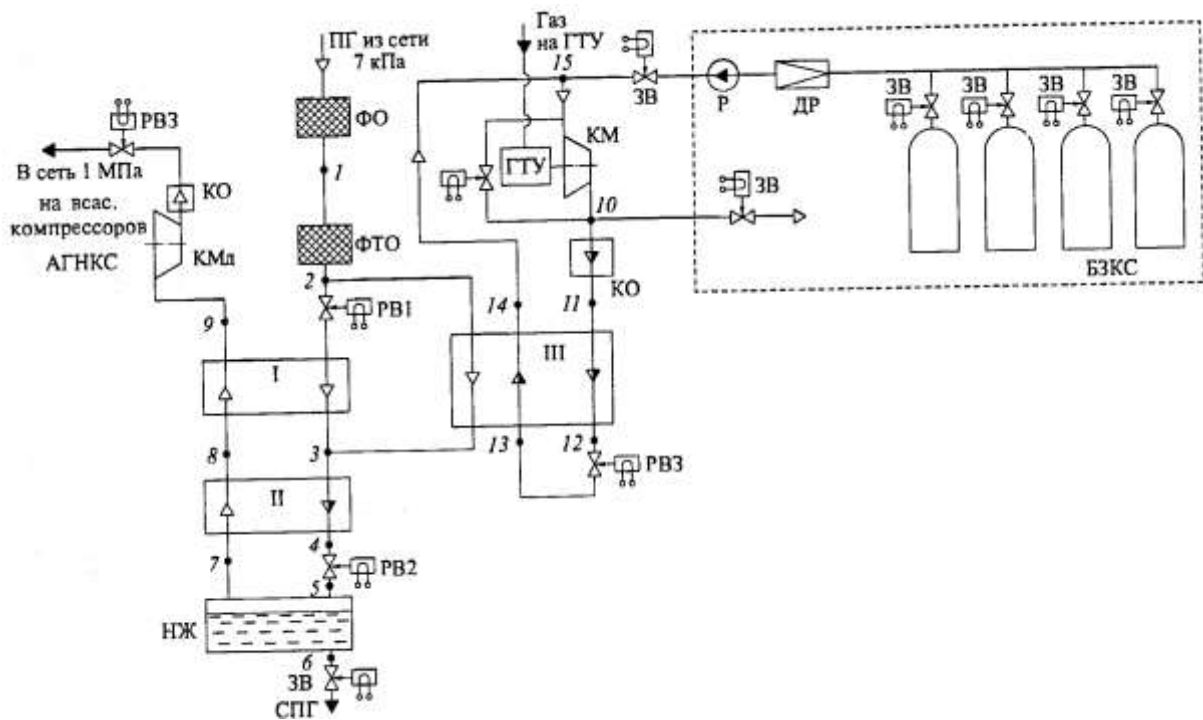 Газ
на ГТУ
ПГ из сети
7 кПа
15
ЗВ
Р
ДР
ЗВ
ЗВ
ЗВ
ЗВ
РВЗ
ФО
КМ
ГТУ
В сеть 1 МПа
на всас.
компрессоров
АГНКС
КО
1
ЗВ
10
КМд
ФТО
БЗКС
2
КО
РВ1
14
11
9
I
III
8
3
13
12
РВЗ
II
4
7
РВ2
5
НЖ
6
ЗВ
СПГ